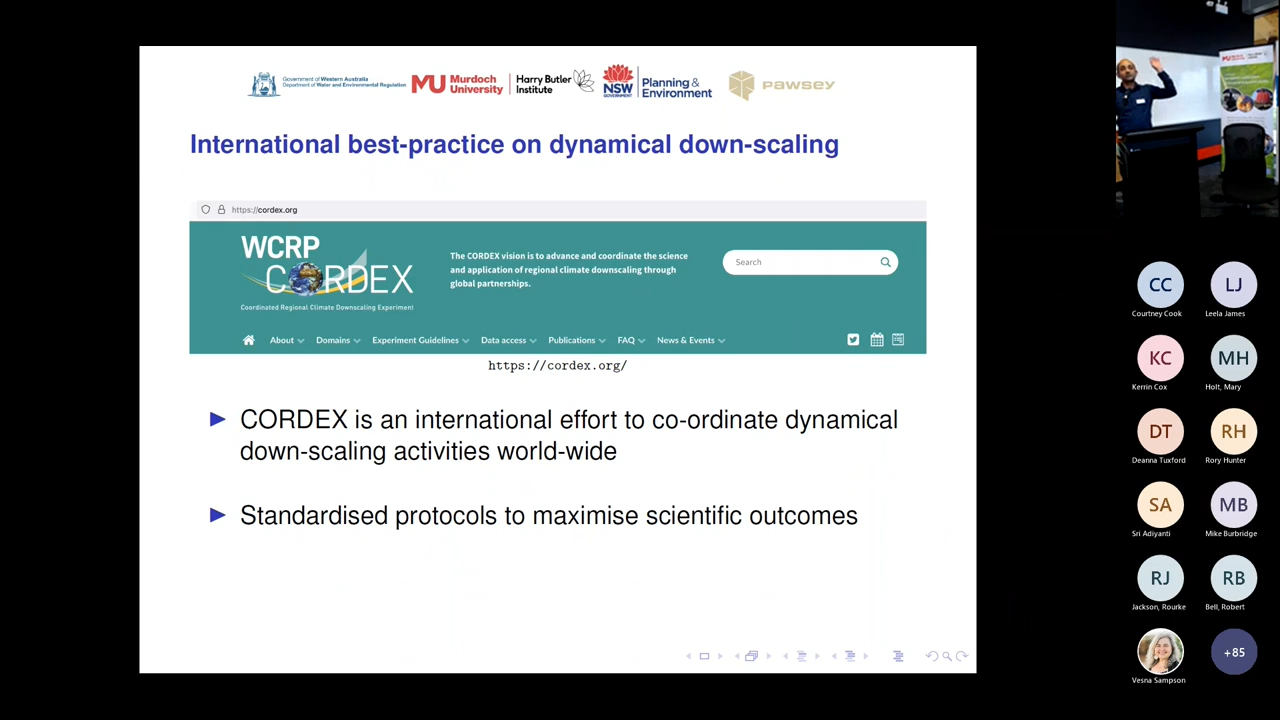 Government of Western Australia
Department of Water and Environmental Regulation
MU Murdoch University
Harry Butler Institute
NSW GOVERNMENT
Planning & Environment
PAWSEY
International best-practice on dynamical down-scaling
https://cordex.org
WCRP
CORDEX
Coordinated Regional Climate Downscaling Experiment
The CORDEX vision is to advance and coordinate the science
and application of regional climate downscaling through
global partnerships.
Search
About Domains Experiment Guidelines Data access Publications FAQ News & Events
https://cordex.org/
CORDEX is an international effort to co-ordinate dynamical
down-scaling activities world-wide
Standardised protocols to maximise scientific outcomes
CC LJ
Courtney Cook Leela James
KC MH
Kerrin Cox Holt, Mary
DT RH
Deanna Tuxford Rory Hunter
SA MB
Sri Adiyanti Mike Burbridge
RJ RB
Jackson, Rourke Bell, Robert
+85
Vesna Sampson